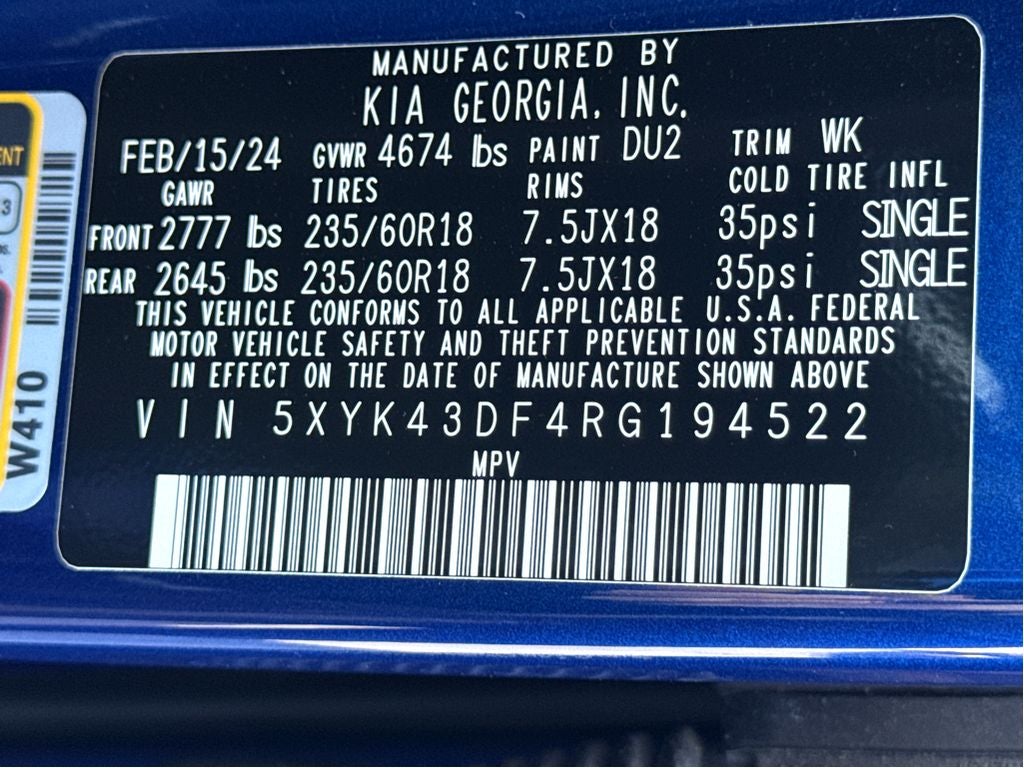 MANUFACTURED BY
KIA GEORGIA, INC.
FEB/15/24 GVWR 4674 lbs PAINT DU2 TRIM WK
GAWR TIRES RIMS COLD TIRE INFL
FRONT 2777 lbs 235/60R18 7.5JX18 35psi SINGLE
REAR 2645 lbs 235/60R18 7.5JX18 35psi SINGLE
THIS VEHICLE CONFORMS TO ALL APPLICABLE U.S.A. FEDERAL
MOTOR VEHICLE SAFETY AND THEFT PREVENTION STANDARDS
IN EFFECT ON THE DATE OF MANUFACTURE SHOWN ABOVE
VIN 5XYK43DF4RG194522
MPV
W410